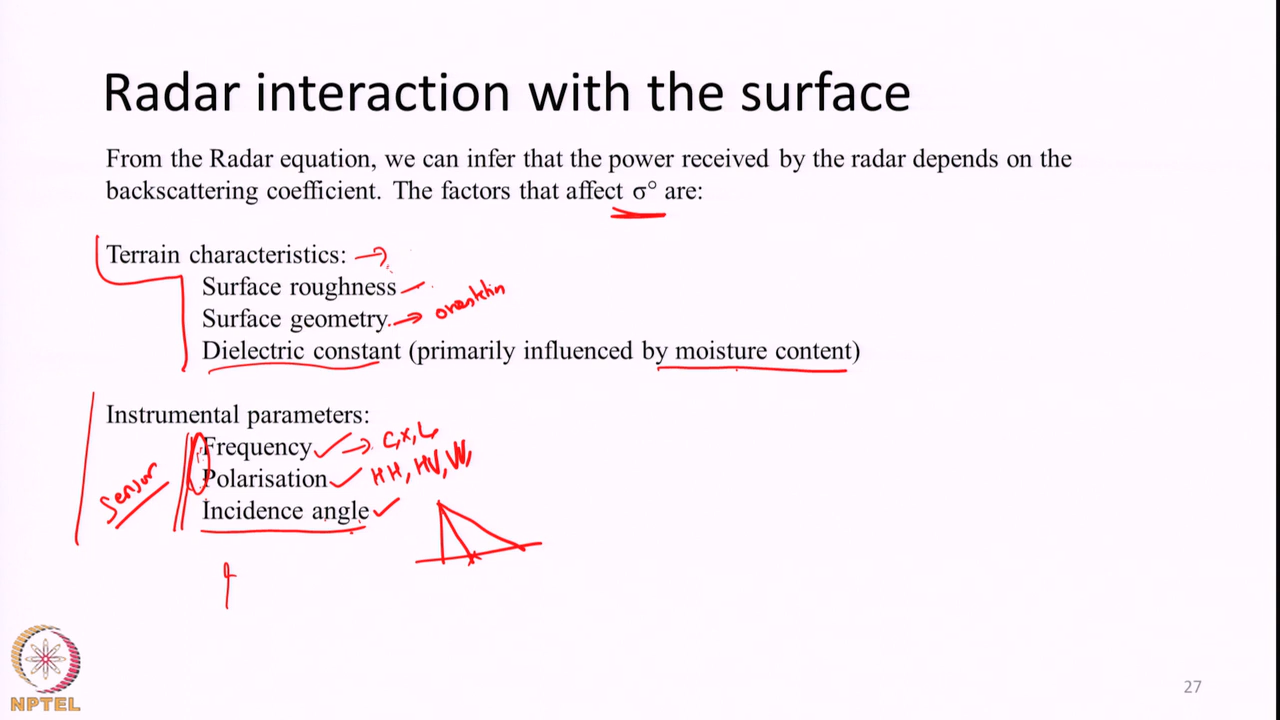 Radar interaction with the surface
From the Radar equation, we can infer that the power received by the radar depends on the
backscattering coefficient. The factors that affect σ° are:
Terrain characteristics:
Surface roughness
Surface geometry.
Dielectric constant (primarily influenced by moisture content)
Instrumental parameters:
Frequency C, X, L
Polarisation HH, HV, VV,
Incidence angle
Sensor
NPTEL
27